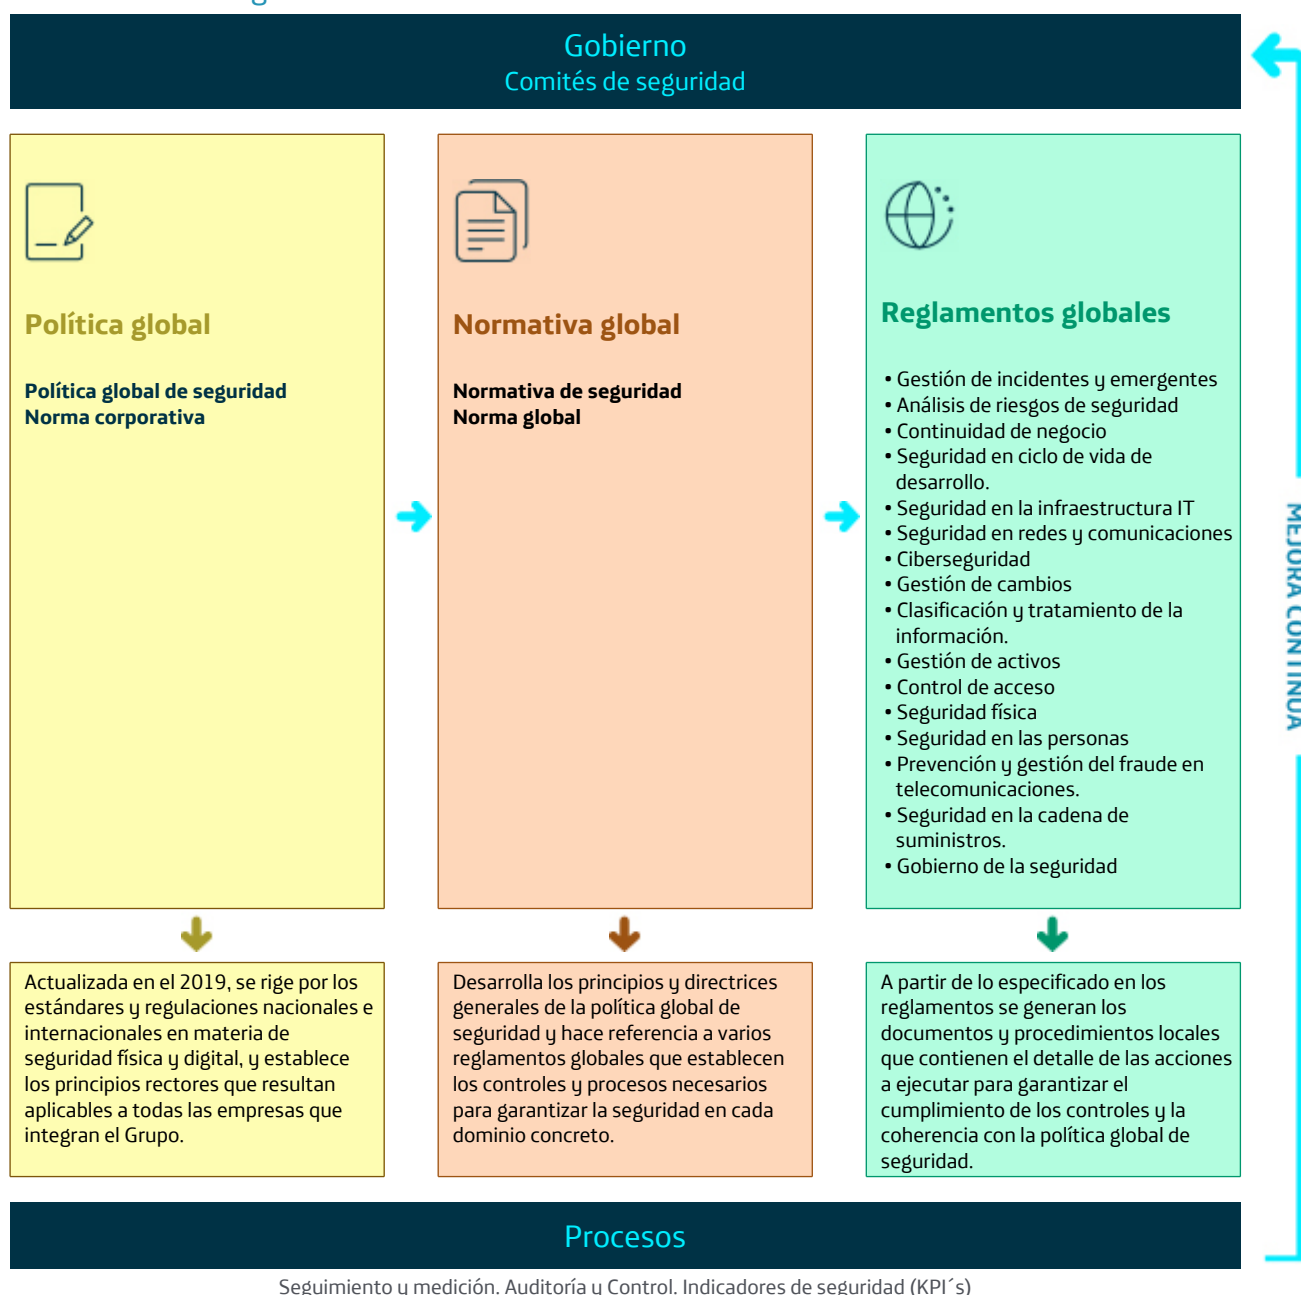 Gobierno
Comités de seguridad
Política global
Política global de seguridad
Norma corporativa
Normativa global
Normativa de seguridad
Norma global
Reglamentos globales
• Gestión de incidentes y emergentes
• Análisis de riesgos de seguridad
• Continuidad de negocio
• Seguridad en ciclo de vida de
desarrollo.
• Seguridad en la infraestructura IT
• Seguridad en redes y comunicaciones
• Ciberseguridad
• Gestión de cambios
• Clasificación y tratamiento de la
información.
• Gestión de activos
• Control de acceso
• Seguridad física
• Seguridad en las personas
• Prevención y gestión del fraude en
telecomunicaciones.
• Seguridad en la cadena de
suministros.
• Gobierno de la seguridad
MEJORA CONTINUA
Actualizada en el 2019, se rige por los
estándares y regulaciones nacionales e
internacionales en materia de
seguridad física y digital, y establece
los principios rectores que resultan
aplicables a todas las empresas que
integran el Grupo.
Desarrolla los principios y directrices
generales de la política global de
seguridad y hace referencia a varios
reglamentos globales que establecen
los controles y procesos necesarios
para garantizar la seguridad en cada
dominio concreto.
A partir de lo especificado en los
reglamentos se generan los
documentos y procedimientos locales
que contienen el detalle de las acciones
a ejecutar para garantizar el
cumplimiento de los controles y la
coherencia con la política global de
seguridad.
Procesos
Seguimiento y medición. Auditoría y Control. Indicadores de seguridad (KPI´s)